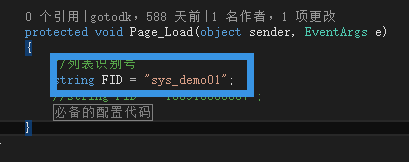 0 个引用|gotodk，588 天前|1 名作者，1 项更改
protected void Page_Load(object sender, EventArgs e)
{
//列表识别号
string FID = "sys_demo01";
//string FID
必备的配置代码
}